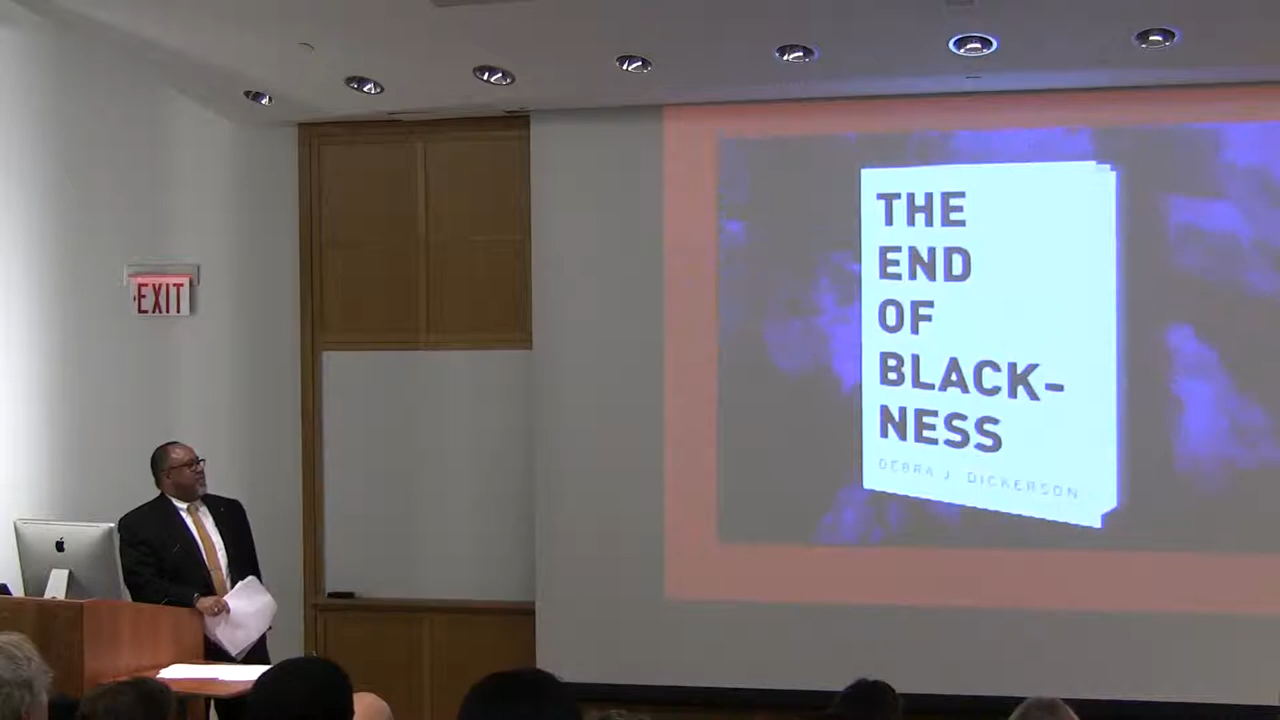 EXIT
THE
END
OF
BLACK-
NESS
DEBRA J. DICKERSON